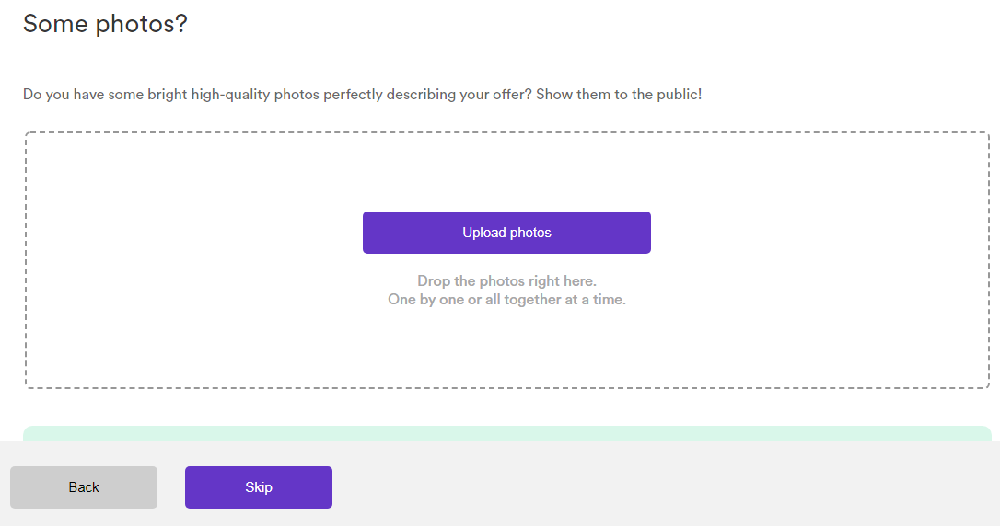 Some photos?
Do you have some bright high-quality photos perfectly describing your offer? Show them to the public!
Upload photos
Drop the photos right here.
One by one or all together at a time.
Back
Skip